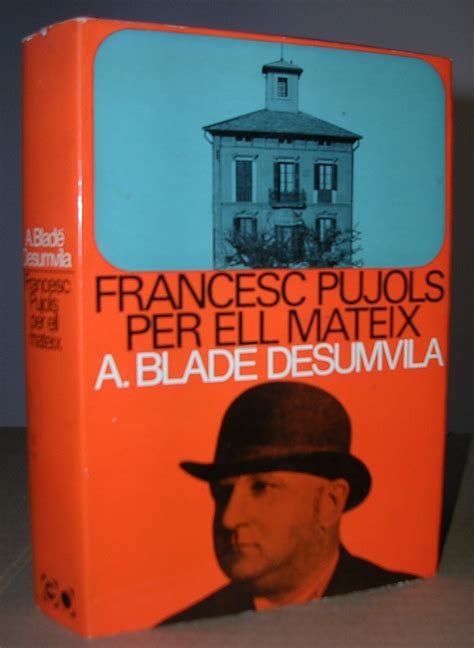 FRANCESC PUJOLS
PER ELL MATEIX
A. BLADE DESUMVILA
A. Bladé
Desumvila
Francesc
Pujols
per ell
mateix